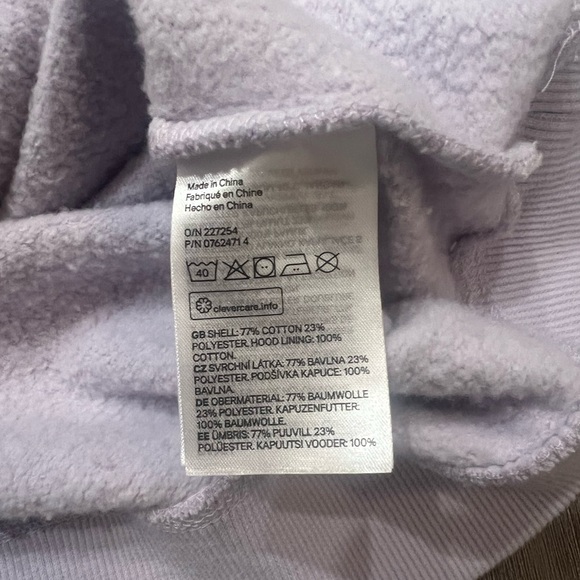 Made in China
Fabriqué en Chine
Hecho en China
O/N 227254
P/N 0762471 4
40
clevercare.info
GB SHELL: 77% COTTON 23%
POLYESTER. HOOD LINING: 100%
COTTON.
CZ SVRCHNÍ LÁTKA: 77% BAVLNA 23%
POLYESTER. PODŠÍVKA KAPUCE: 100%
BAVLNA.
DE OBERMATERIAL: 77% BAUMWOLLE
23% POLYESTER. KAPUZENFUTTER:
100% BAUMWOLLE.
EE ÜMBRIS: 77% PUUVILL 23%
POLÜESTER. KAPUUTSI VOODER: 100%